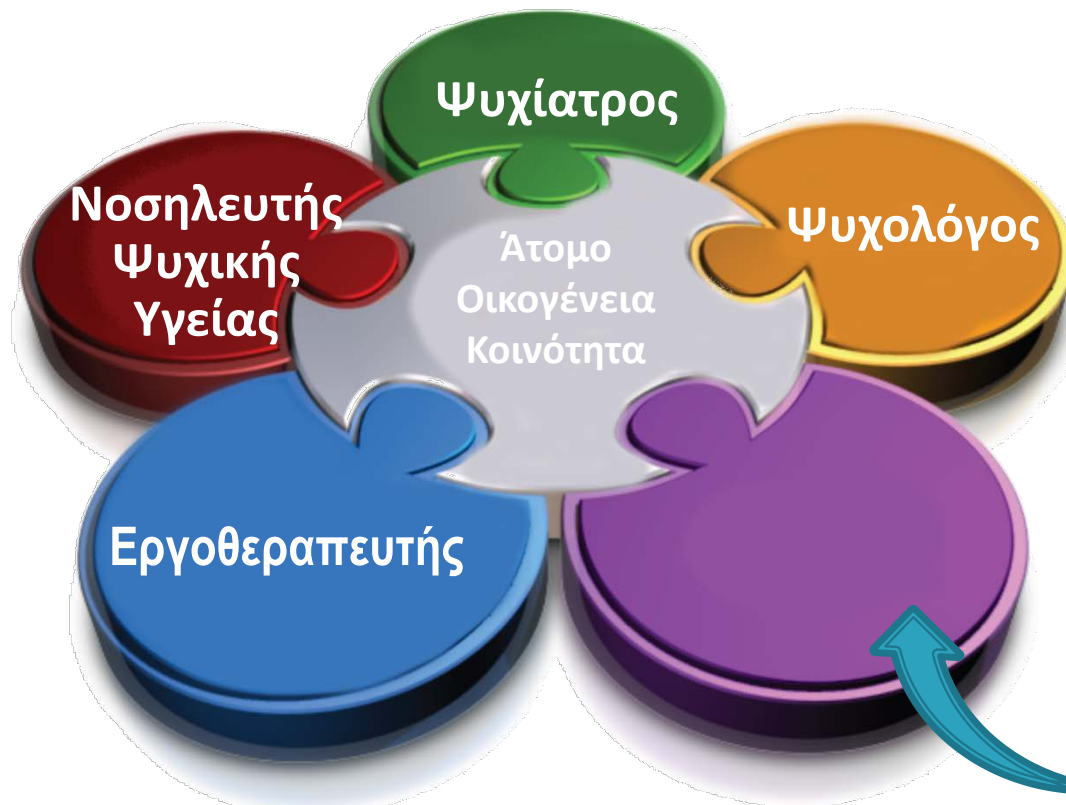 Ψυχίατρος
Νοσηλευτής
Ψυχικής
Υγείας
Ψυχολόγος
Άτομο
Οικογένεια
Κοινότητα
Εργοθεραπευτής